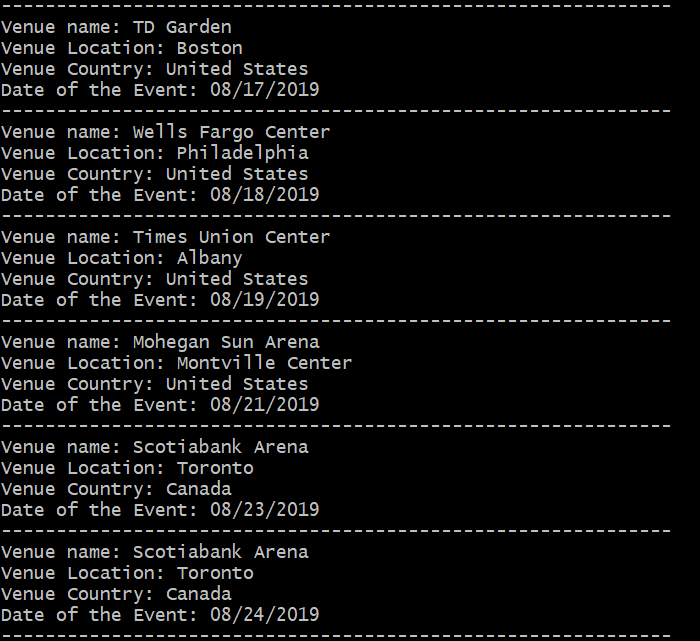 -------------------------------------------------------------
Venue name: TD Garden
Venue Location: Boston
Venue Country: United States
Date of the Event: 08/17/2019
-------------------------------------------------------------
Venue name: Wells Fargo Center
Venue Location: Philadelphia
Venue Country: United States
Date of the Event: 08/18/2019
-------------------------------------------------------------
Venue name: Times Union Center
Venue Location: Albany
Venue Country: United States
Date of the Event: 08/19/2019
-------------------------------------------------------------
Venue name: Mohegan Sun Arena
Venue Location: Montville Center
Venue Country: United States
Date of the Event: 08/21/2019
-------------------------------------------------------------
Venue name: Scotiabank Arena
Venue Location: Toronto
Venue Country: Canada
Date of the Event: 08/23/2019
-------------------------------------------------------------
Venue name: Scotiabank Arena
Venue Location: Toronto
Venue Country: Canada
Date of the Event: 08/24/2019
-------------------------------------------------------------